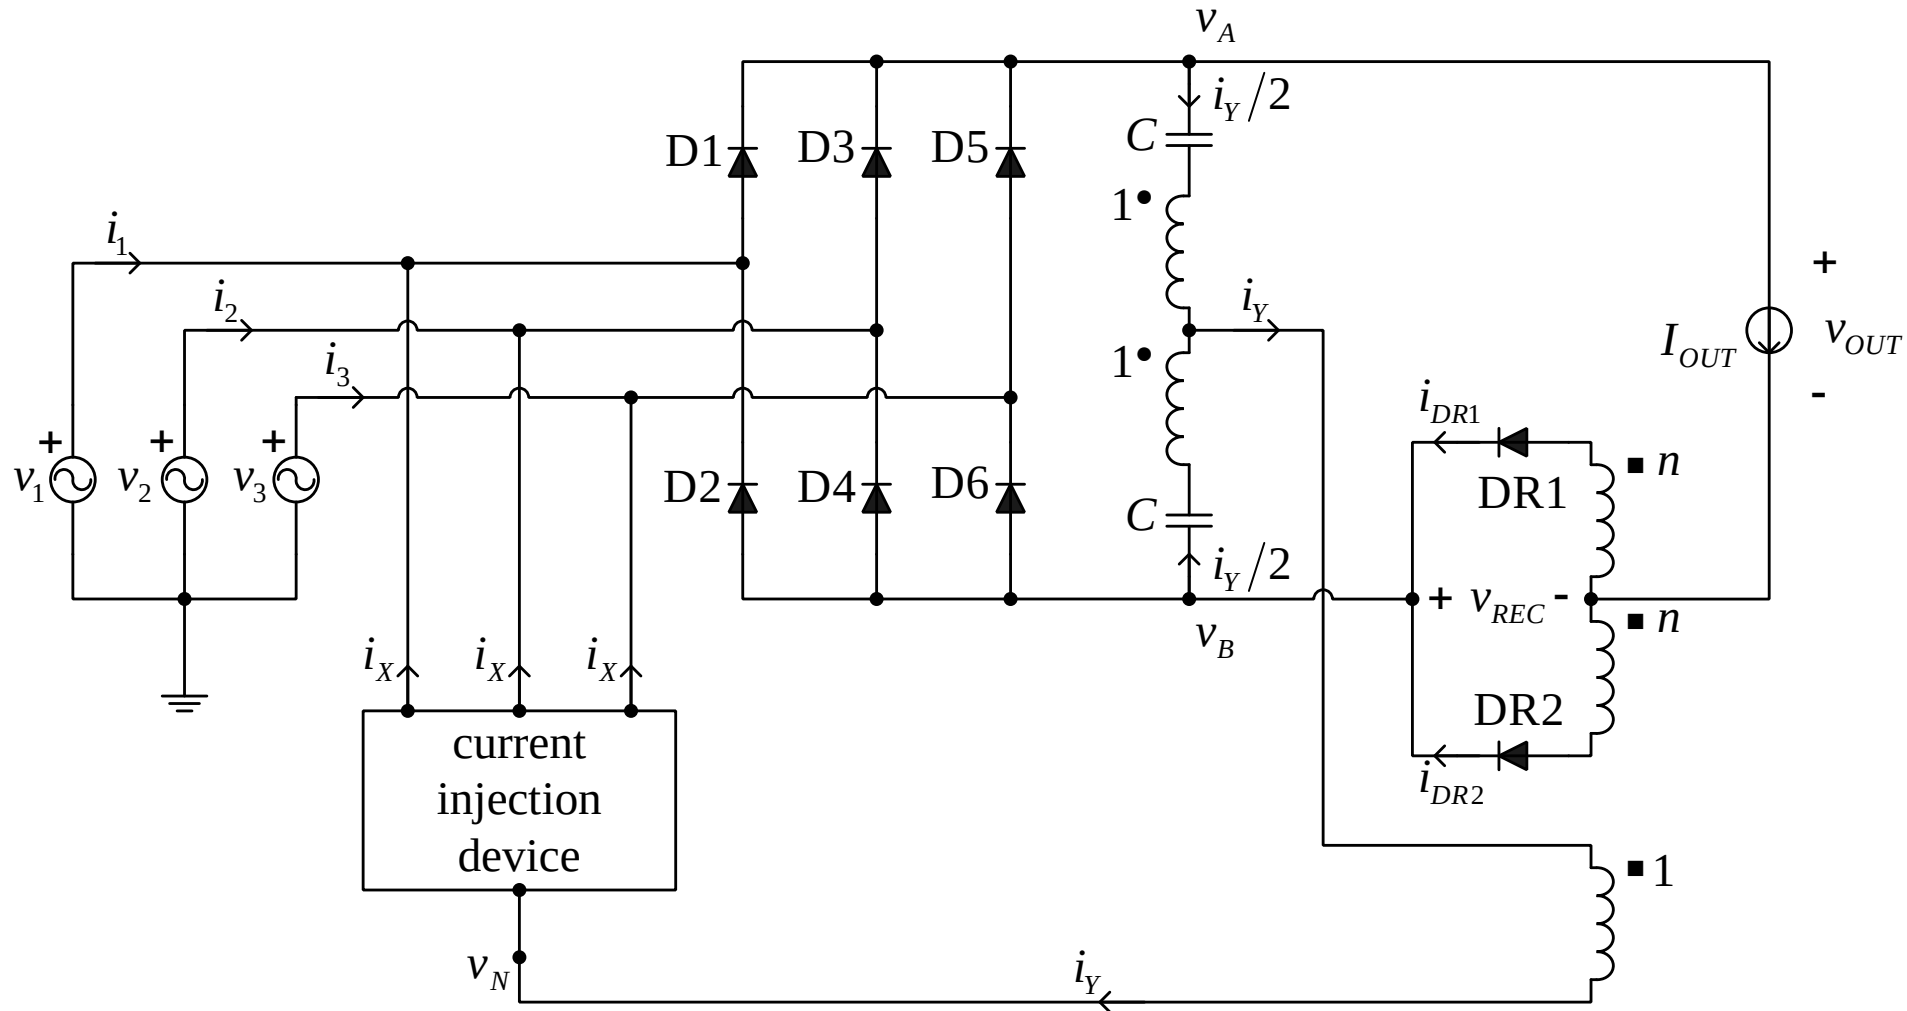 v_A
i_Y/2
C
D1
D3
D5
1
i_1
i_2
i_Y
+
I_OUT
v_OUT
-
i_3
1
i_DR1
+
+
+
v_1
v_2
v_3
n
DR1
D2
D4
D6
C
i_Y/2
+ v_REC -
n
v_B
i_X
i_X
i_X
DR2
i_DR2
current
injection
device
1
v_N
i_Y